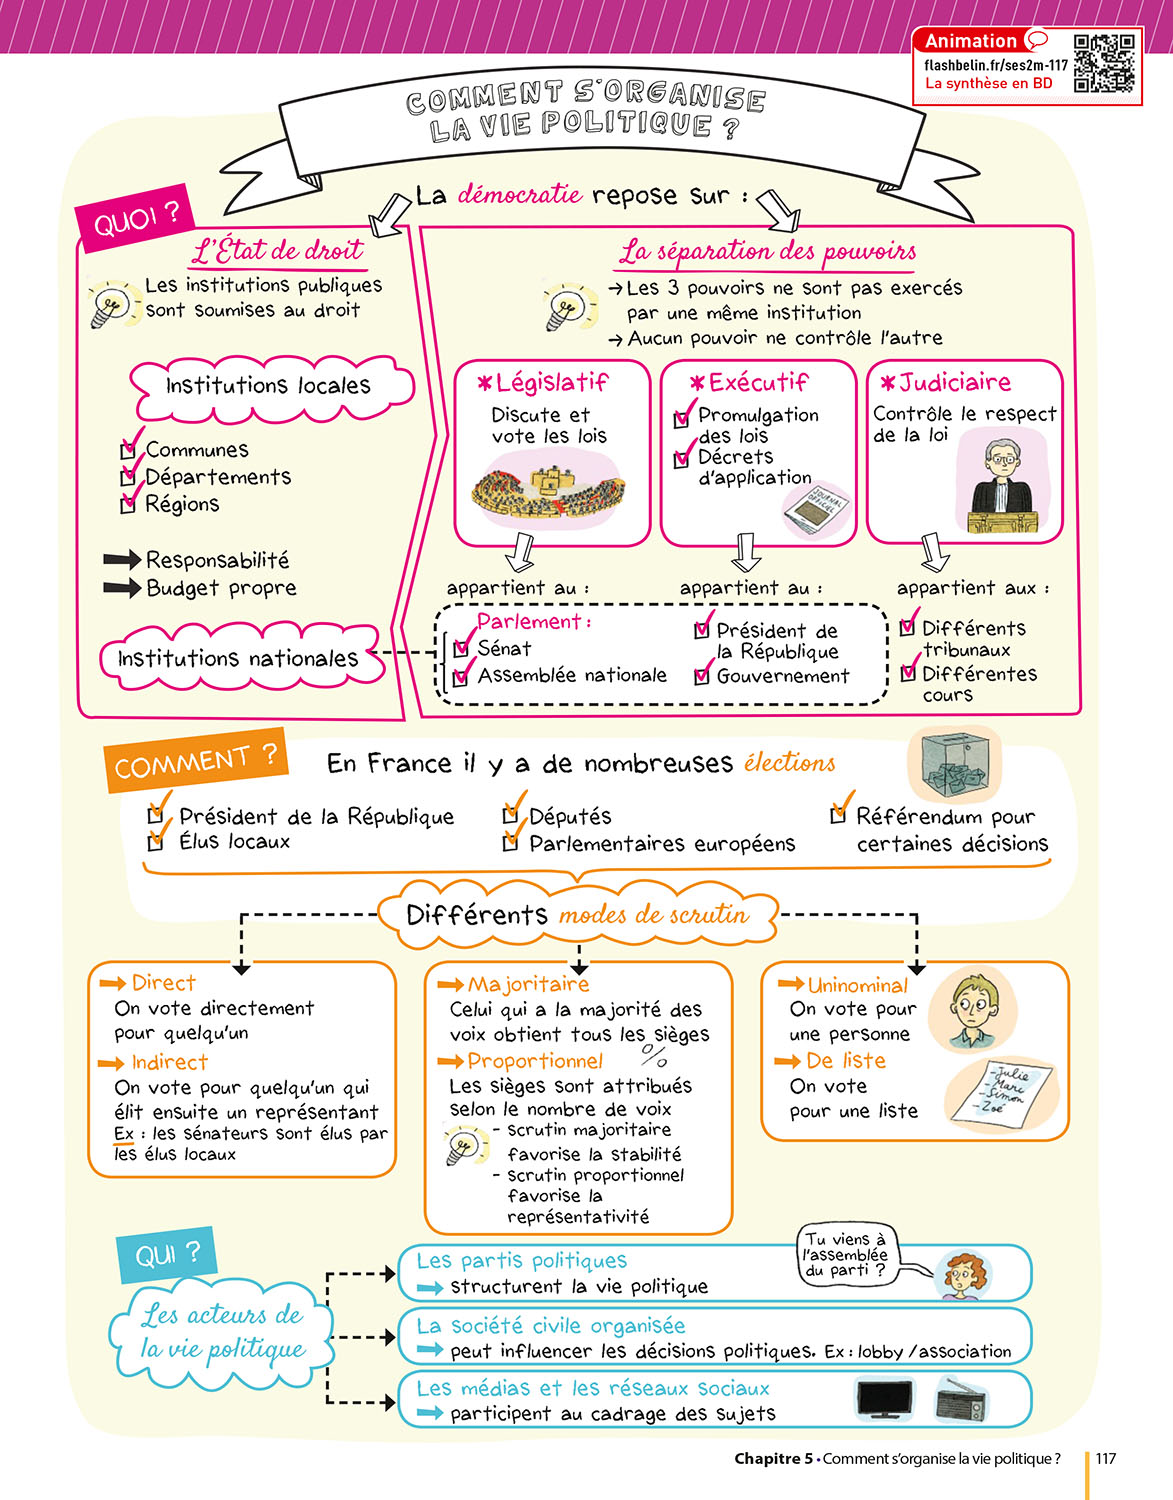 Animation
flashbelin.fr/ses2m-117
La synthèse en BD
COMMENT S'ORGANISE
LA VIE POLITIQUE ?
La démocratie repose sur :
QUOI ?
L'État de droit
Les institutions publiques
sont soumises au droit
Institutions locales
Communes
Départements
Régions
Responsabilité
Budget propre
Institutions nationales
La séparation des pouvoirs
→ Les 3 pouvoirs ne sont pas exercés
par une même institution
→ Aucun pouvoir ne contrôle l'autre
* Législatif
Discute et
vote les lois
* Exécutif
Promulgation
des lois
Décrets
d'application
JOURNAL
OFFICIEL
* Judiciaire
Contrôle le respect
de la loi
appartient au :
Parlement :
Sénat
Assemblée nationale
appartient au :
Président de
la République
Gouvernement
appartient aux :
Différents
tribunaux
Différentes
cours
COMMENT ?
En France il y a de nombreuses élections
Président de la République
Élus locaux
Députés
Parlementaires européens
Référendum pour
certaines décisions
Différents modes de scrutin
Direct
On vote directement
pour quelqu'un
Indirect
On vote pour quelqu'un qui
élit ensuite un représentant
Ex : les sénateurs sont élus par
les élus locaux
Majoritaire
Celui qui a la majorité des
voix obtient tous les sièges
Proportionnel %
Les sièges sont attribués
selon le nombre de voix
- scrutin majoritaire
favorise la stabilité
- scrutin proportionnel
favorise la
représentativité
Uninominal
On vote pour
une personne
De liste
On vote
pour une liste
-Julie
-Marc
-Simon
-Zoé
QUI ?
Les acteurs de
la vie politique
Les partis politiques
structurent la vie politique
Tu viens à
l'assemblée
du parti ?
La société civile organisée
peut influencer les décisions politiques. Ex : lobby / association
Les médias et les réseaux sociaux
participent au cadrage des sujets
Chapitre 5 • Comment s'organise la vie politique ? 117